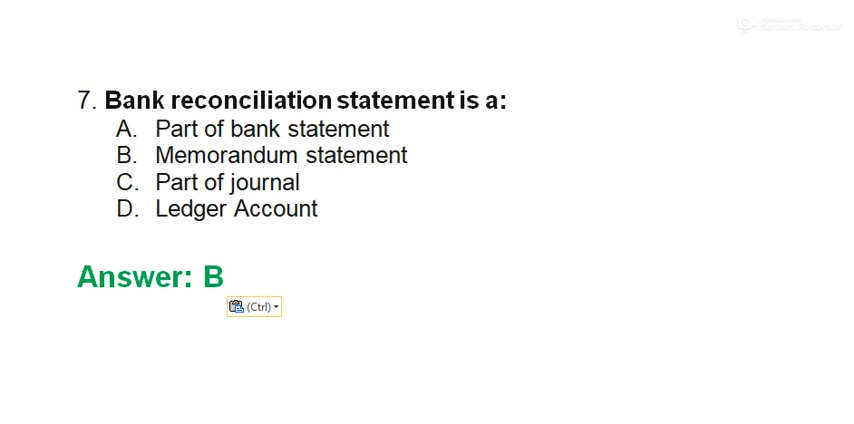 7. Bank reconciliation statement is a:
A. Part of bank statement
B. Memorandum statement
C. Part of journal
D. Ledger Account
Answer: B
(Ctrl)